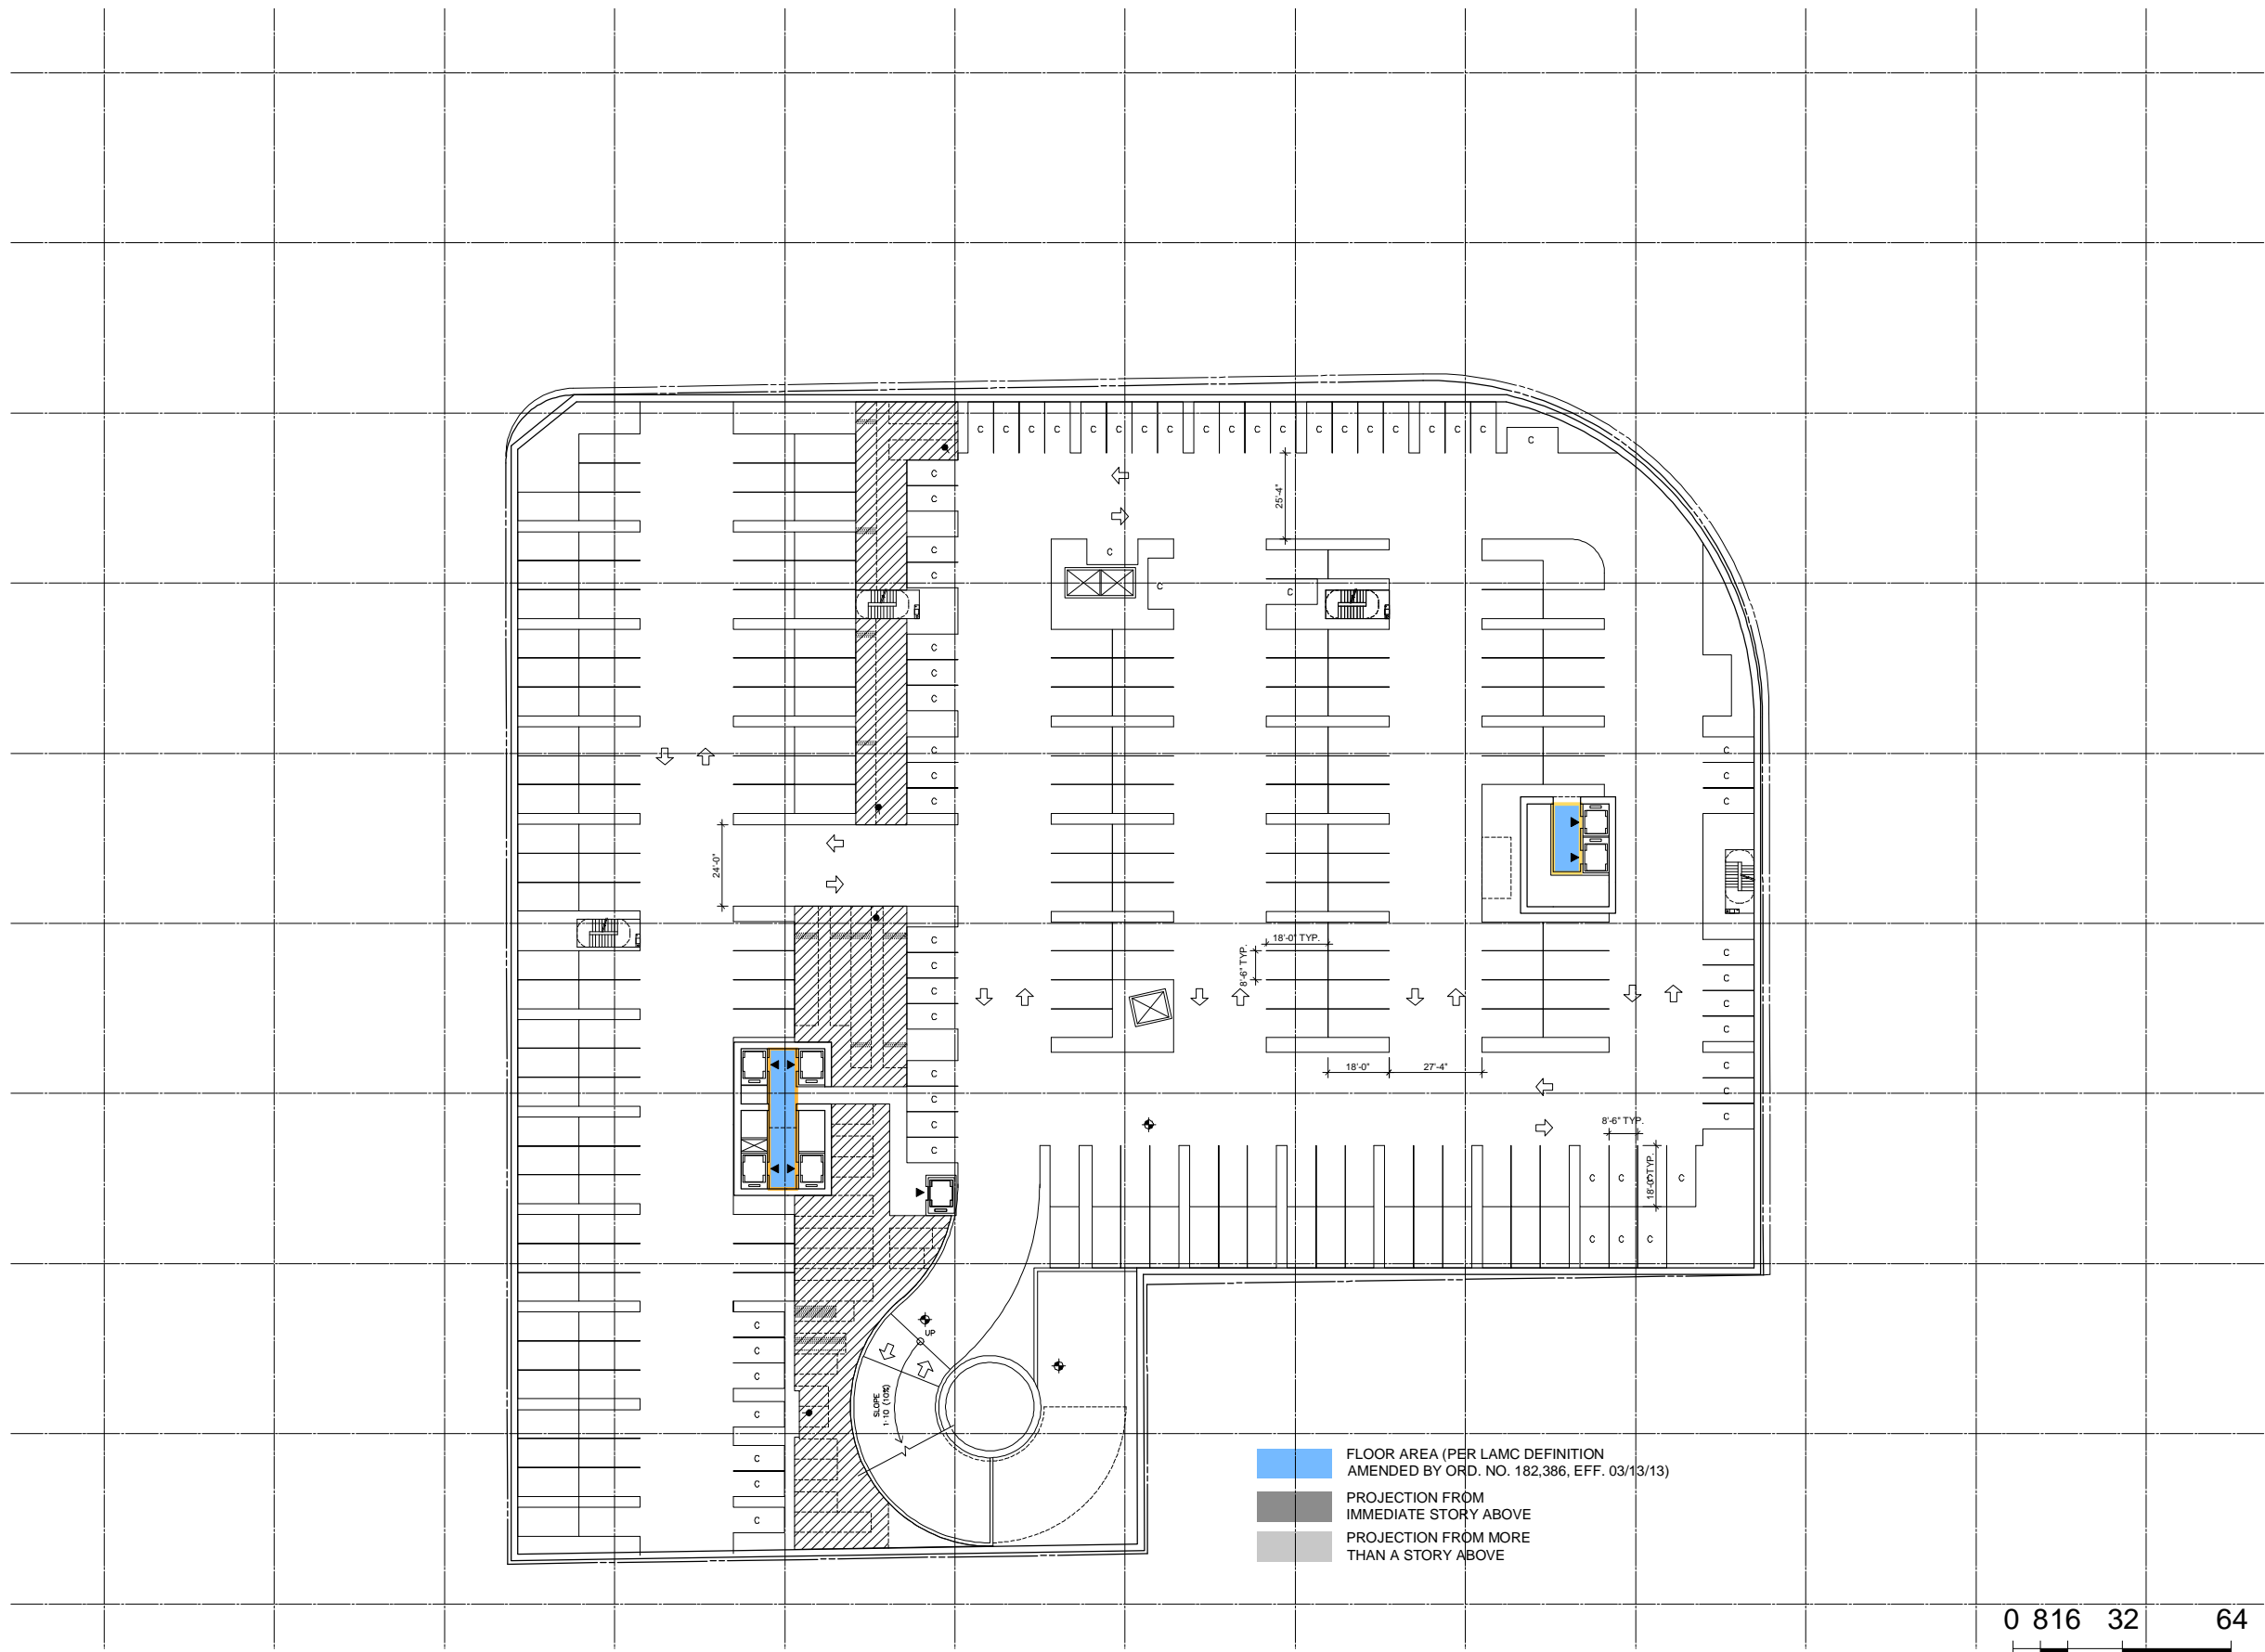 C C C C C C C C C C C C C C C C C C C
C
C
25'-4"
C
C
C
C
C
C
C
C
C
C C
C C
C C
24'-0"
C
18'-0" TYP.
C
8'-6" TYP.
C
C
C
C
C
C
C
C
18'-0"
27'-4"
C
C
C
C
C
8'-6" TYP.
C
C C C C
18'-0" TYP.
C C C
C
UP
C
C
SLOPE
1:10 (10%)
C
C
C
C
FLOOR AREA (PER LAMC DEFINITION
AMENDED BY ORD. NO. 182,386, EFF. 03/13/13)
PROJECTION FROM
IMMEDIATE STORY ABOVE
PROJECTION FROM MORE
THAN A STORY ABOVE
0 8 16 32 64